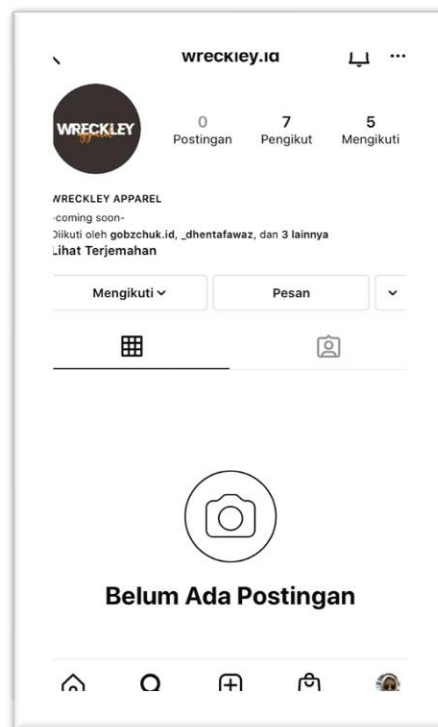 wreckley.id
WRECKLEY
apparel
0 7 5
Postingan Pengikut Mengikuti
WRECKLEY APPAREL
-coming soon-
Diikuti oleh gobzchuk.id, _dhentafawaz, dan 3 lainnya
Lihat Terjemahan
Mengikuti Pesan
Belum Ada Postingan